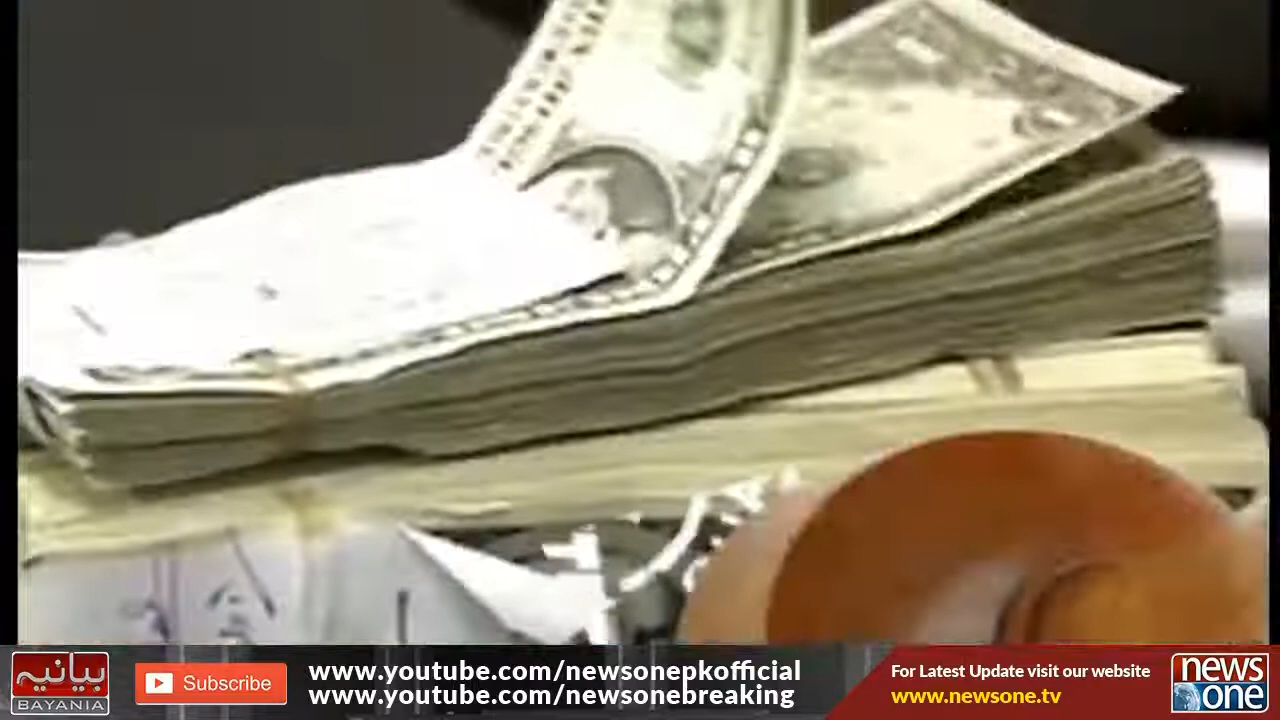 بیانیہ
BAYANIA
Subscribe
www.youtube.com/newsonepkofficial
www.youtube.com/newsonebreaking
For Latest Update visit our website
www.newsone.tv
news
one